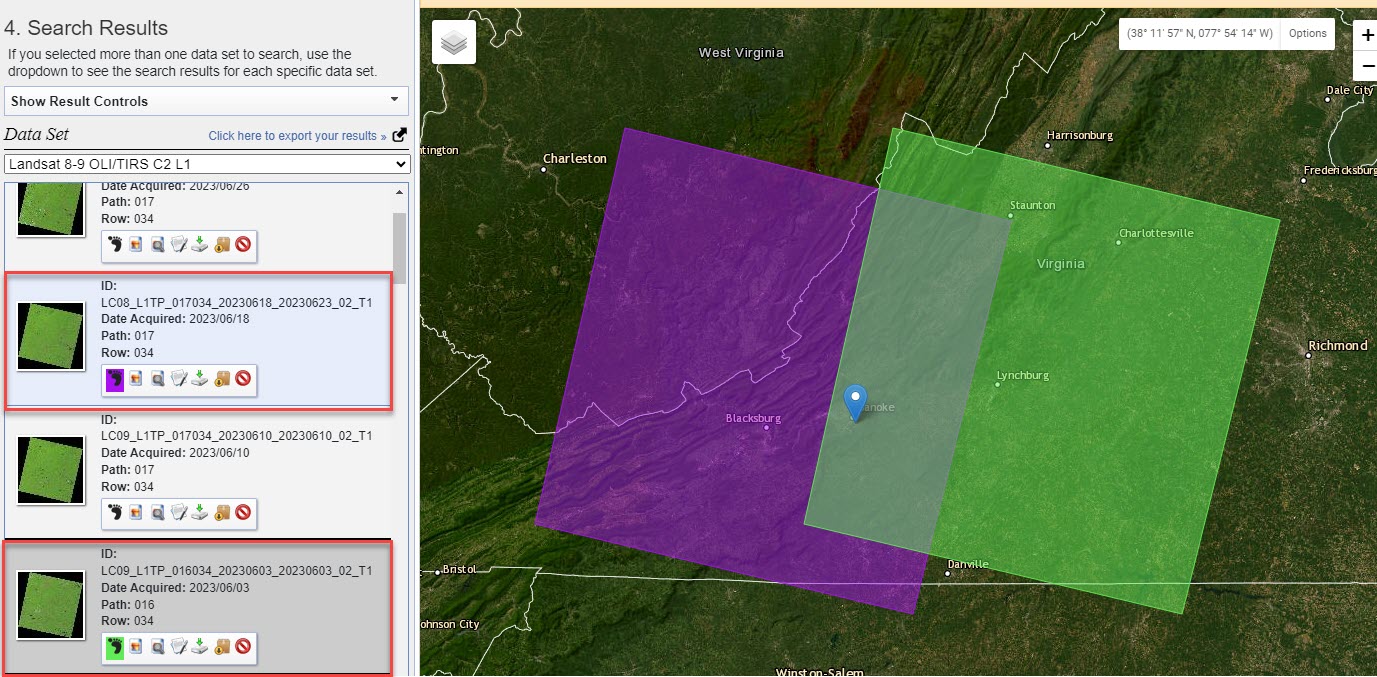 4. Search Results
If you selected more than one data set to search, use the
dropdown to see the search results for each specific data set.
Show Result Controls
Data Set
Click here to export your results »
Landsat 8-9 OLI/TIRS C2 L1
Date Acquired: 2023/06/26
Path: 017
Row: 034
ID:
LC08_L1TP_017034_20230618_20230623_02_T1
Date Acquired: 2023/06/18
Path: 017
Row: 034
ID:
LC09_L1TP_017034_20230610_20230610_02_T1
Date Acquired: 2023/06/10
Path: 017
Row: 034
ID:
LC09_L1TP_016034_20230603_20230603_02_T1
Date Acquired: 2023/06/03
Path: 016
Row: 034
West Virginia
(38° 11' 57" N, 077° 54' 14" W)
Options
+
−
Dale City
Harrisonburg
ntington
Charleston
Fredericksburg
Staunton
Charlottesville
Virginia
Richmond
Lynchburg
anoke
Blacksburg
Danville
Bristol
ohnson City
Winston-Salem